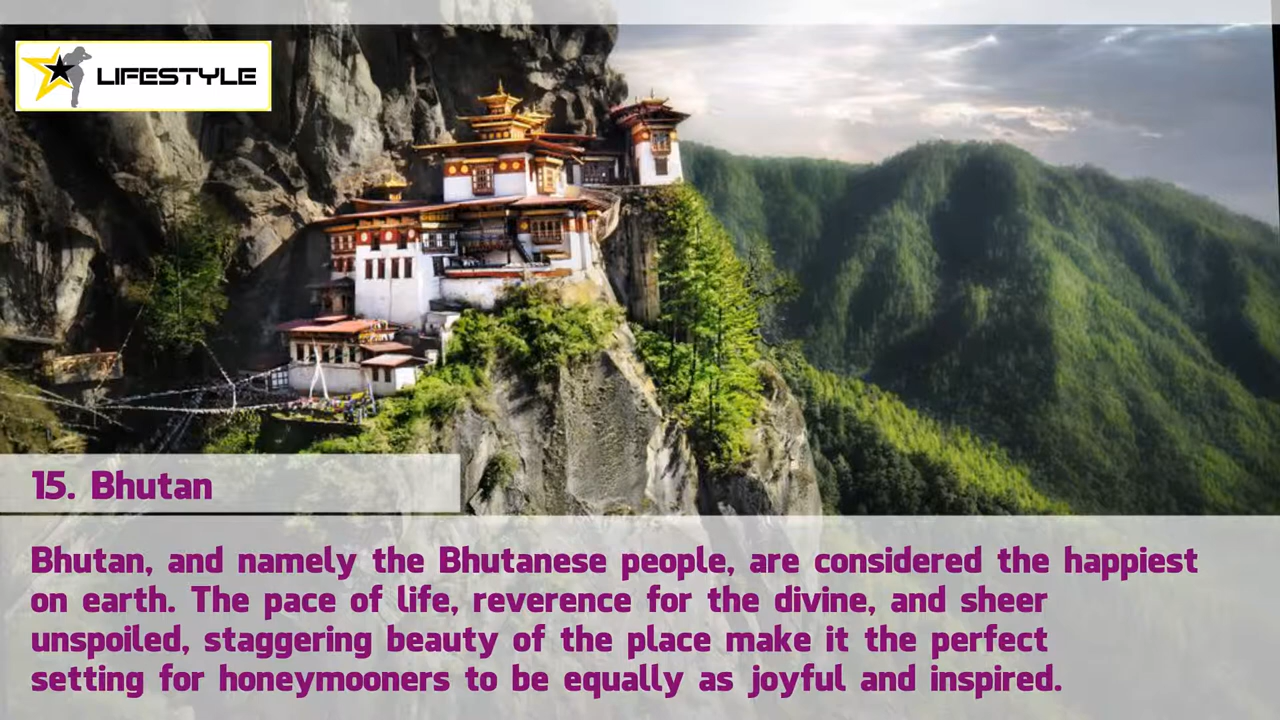 LIFESTYLE
15. Bhutan
Bhutan, and namely the Bhutanese people, are considered the happiest
on earth. The pace of life, reverence for the divine, and sheer
unspoiled, staggering beauty of the place make it the perfect
setting for honeymooners to be equally as joyful and inspired.